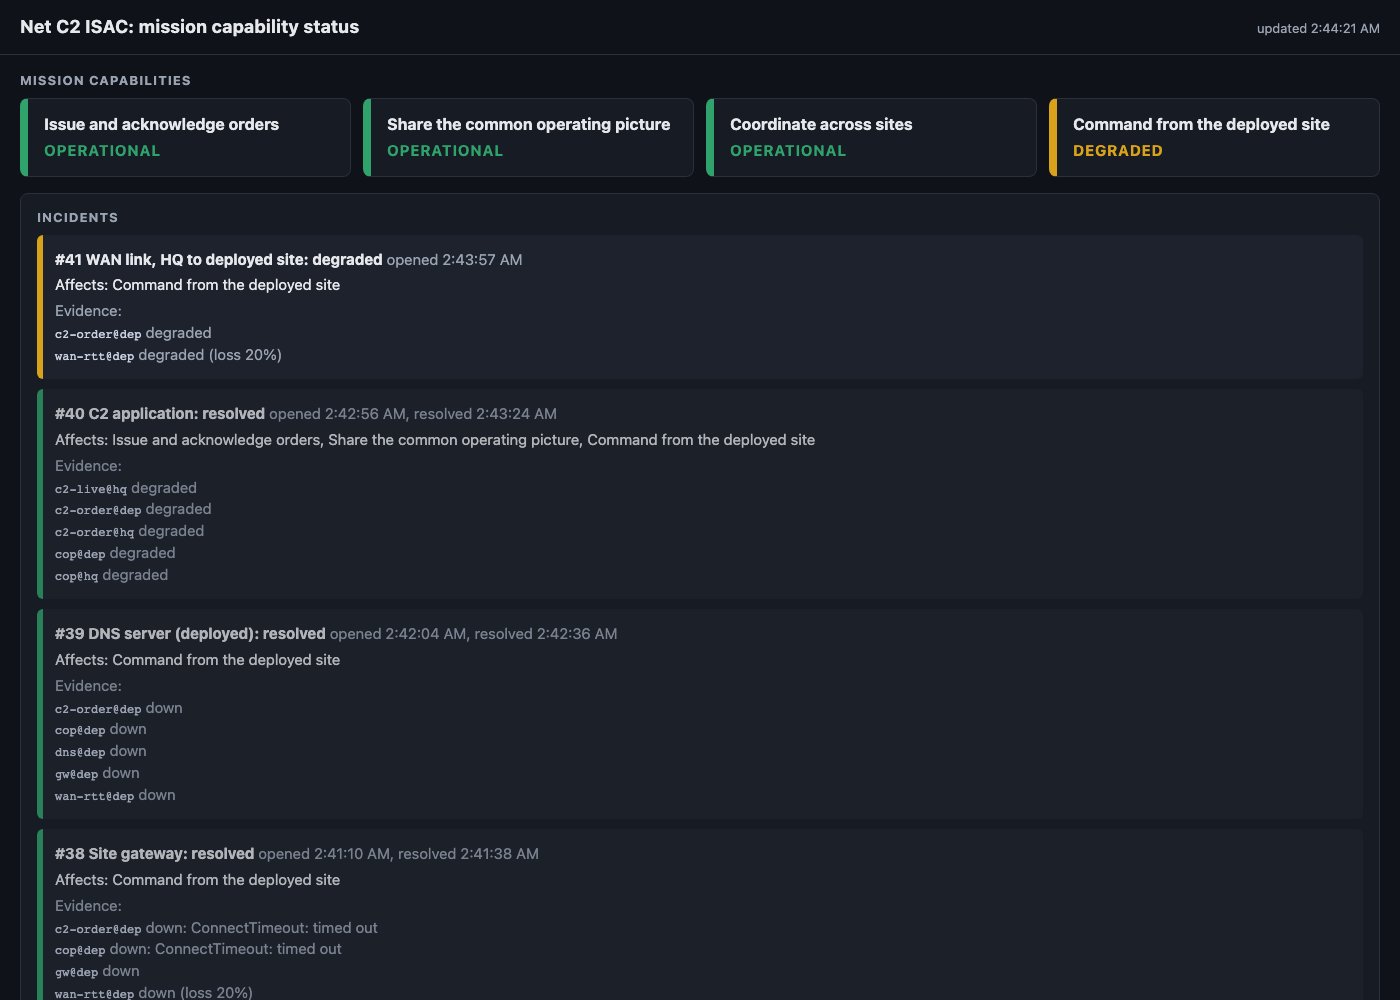 Net C2 ISAC: mission capability status
updated 2:44:21 AM
MISSION CAPABILITIES
Issue and acknowledge orders
OPERATIONAL
Share the common operating picture
OPERATIONAL
Coordinate across sites
OPERATIONAL
Command from the deployed site
DEGRADED
INCIDENTS
#41 WAN link, HQ to deployed site: degraded opened 2:43:57 AM
Affects: Command from the deployed site
Evidence:
c2-order@dep degraded
wan-rtt@dep degraded (loss 20%)
#40 C2 application: resolved opened 2:42:56 AM, resolved 2:43:24 AM
Affects: Issue and acknowledge orders, Share the common operating picture, Command from the deployed site
Evidence:
c2-live@hq degraded
c2-order@dep degraded
c2-order@hq degraded
cop@dep degraded
cop@hq degraded
#39 DNS server (deployed): resolved opened 2:42:04 AM, resolved 2:42:36 AM
Affects: Command from the deployed site
Evidence:
c2-order@dep down
cop@dep down
dns@dep down
gw@dep down
wan-rtt@dep down
#38 Site gateway: resolved opened 2:41:10 AM, resolved 2:41:38 AM
Affects: Command from the deployed site
Evidence:
c2-order@dep down: ConnectTimeout: timed out
cop@dep down: ConnectTimeout: timed out
gw@dep down
wan-rtt@dep down (loss 20%)